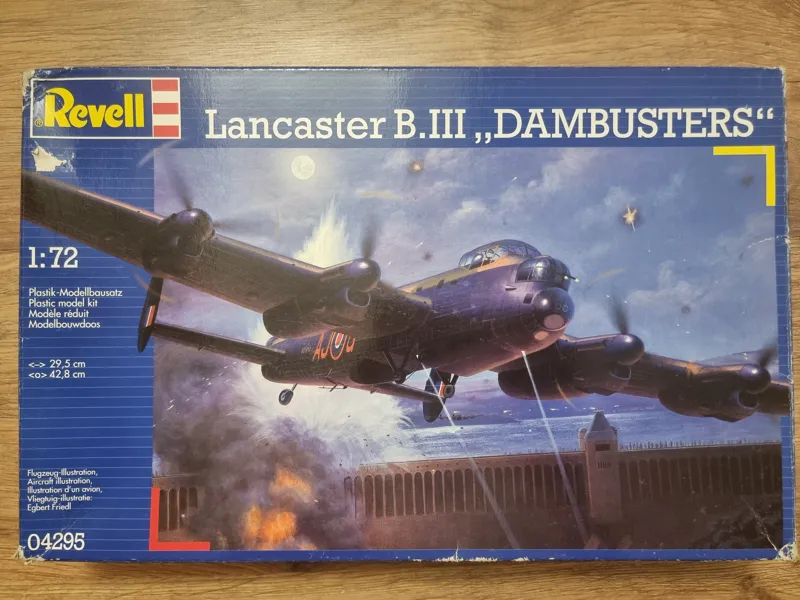 Revell
Lancaster B.III „DAMBUSTERS“
1:72
Plastik-Modellbausatz
Plastic model kit
Modèle réduit
Modelbouwdoos
<–> 29,5 cm
<o> 42,8 cm
AJ G
Flugzeug-Illustration,
Aircraft illustration,
Illustration d'un avion,
Vliegtuig-illustratie:
Egbert Friedl
04295